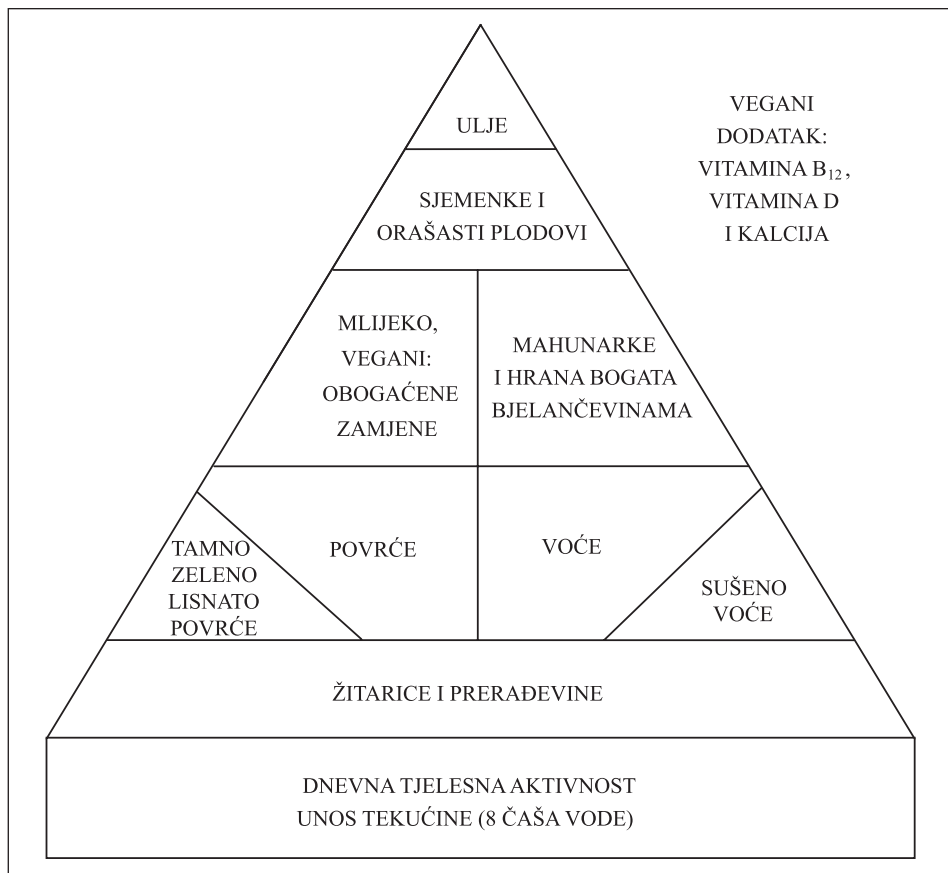 ULJE
VEGANI
DODATAK:
VITAMINA B₁₂,
VITAMINA D
I KALCIJA
SJEMENKE I
ORAŠASTI PLODOVI
MLIJEKO,
VEGANI:
OBOGAĆENE
ZAMJENE
MAHUNARKE
I HRANA BOGATA
BJELANČEVINAMA
TAMNO
ZELENO
LISNATO
POVRĆE
POVRĆE
VOĆE
SUŠENO
VOĆE
ŽITARICE I PRERAĐEVINE
DNEVNA TJELESNA AKTIVNOST
UNOS TEKUĆINE (8 ČAŠA VODE)